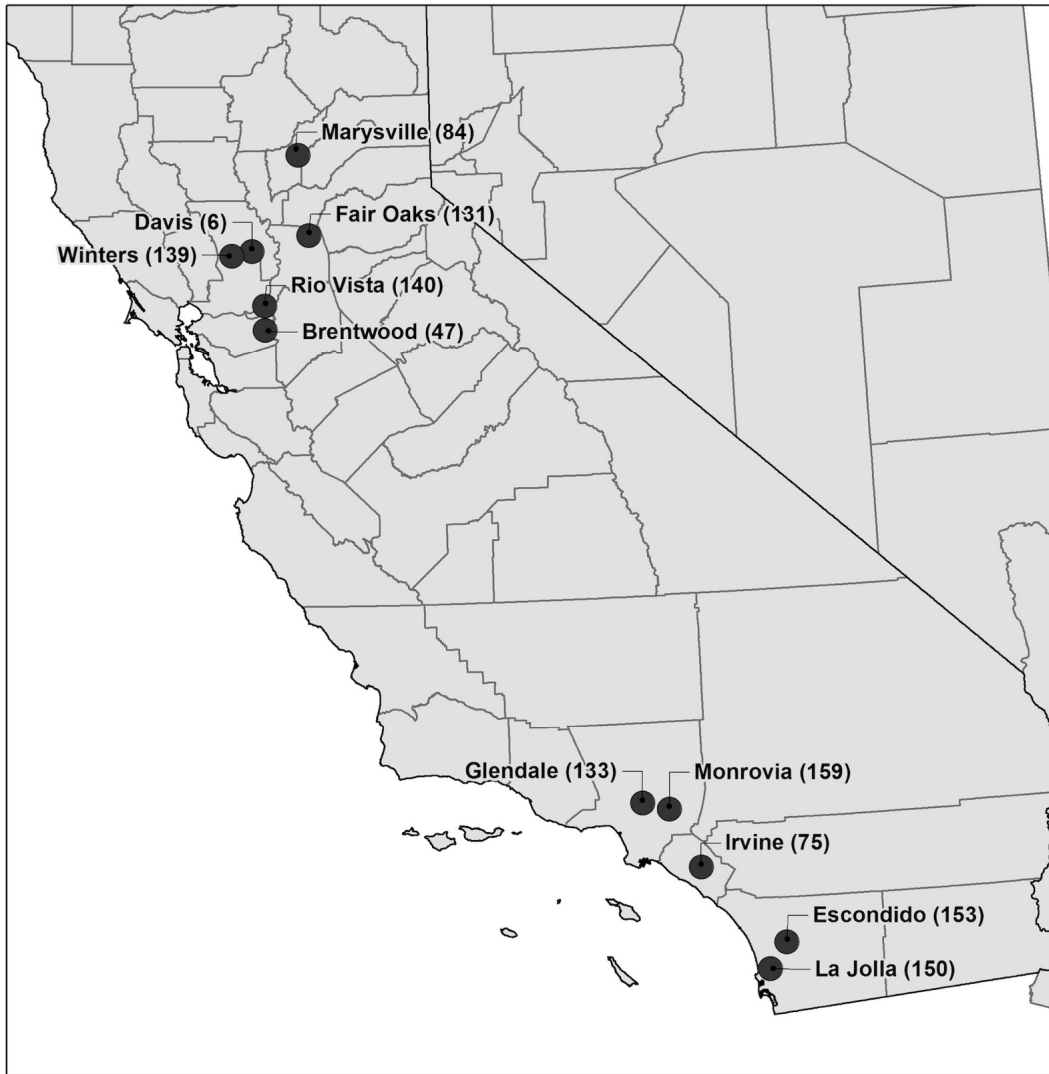 Marysville (84)
Fair Oaks (131)
Davis (6)
Winters (139)
Rio Vista (140)
Brentwood (47)
Glendale (133)
Monrovia (159)
Irvine (75)
Escondido (153)
La Jolla (150)